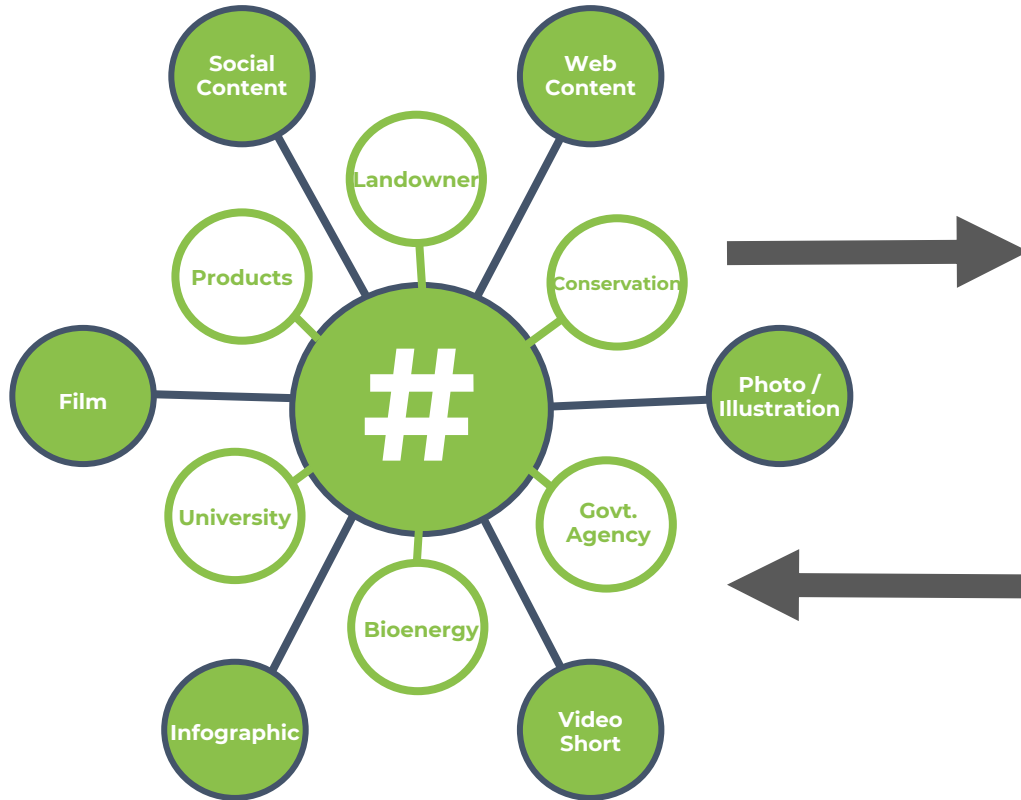 Social
Content
Web
Content
Landowner
Products
Conservation
#
Film
Photo /
Illustration
University
Govt.
Agency
Bioenergy
Infographic
Video
Short